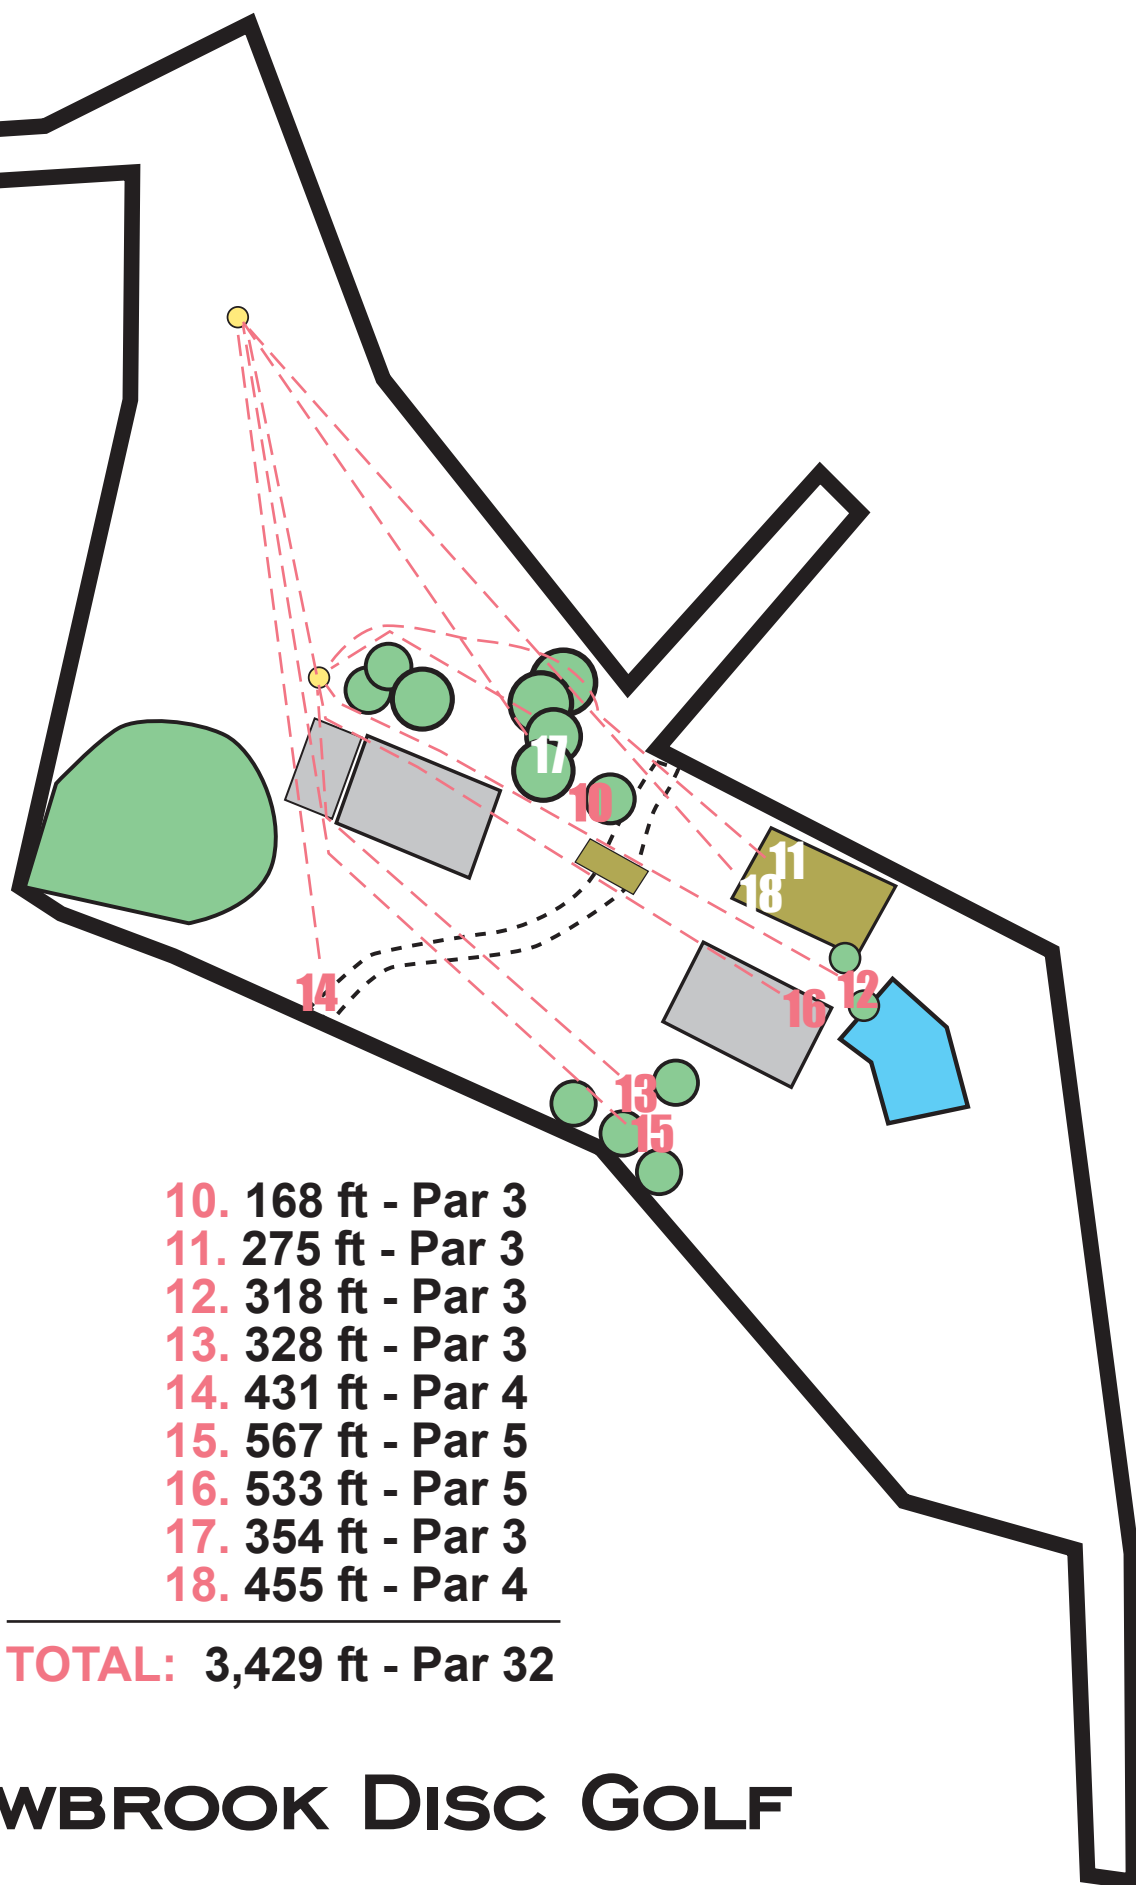 17
10
11
18
12
14
16
13
15
10. 168 ft - Par 3
11. 275 ft - Par 3
12. 318 ft - Par 3
13. 328 ft - Par 3
14. 431 ft - Par 4
15. 567 ft - Par 5
16. 533 ft - Par 5
17. 354 ft - Par 3
18. 455 ft - Par 4
TOTAL: 3,429 ft - Par 32
WBROOK DISC GOLF